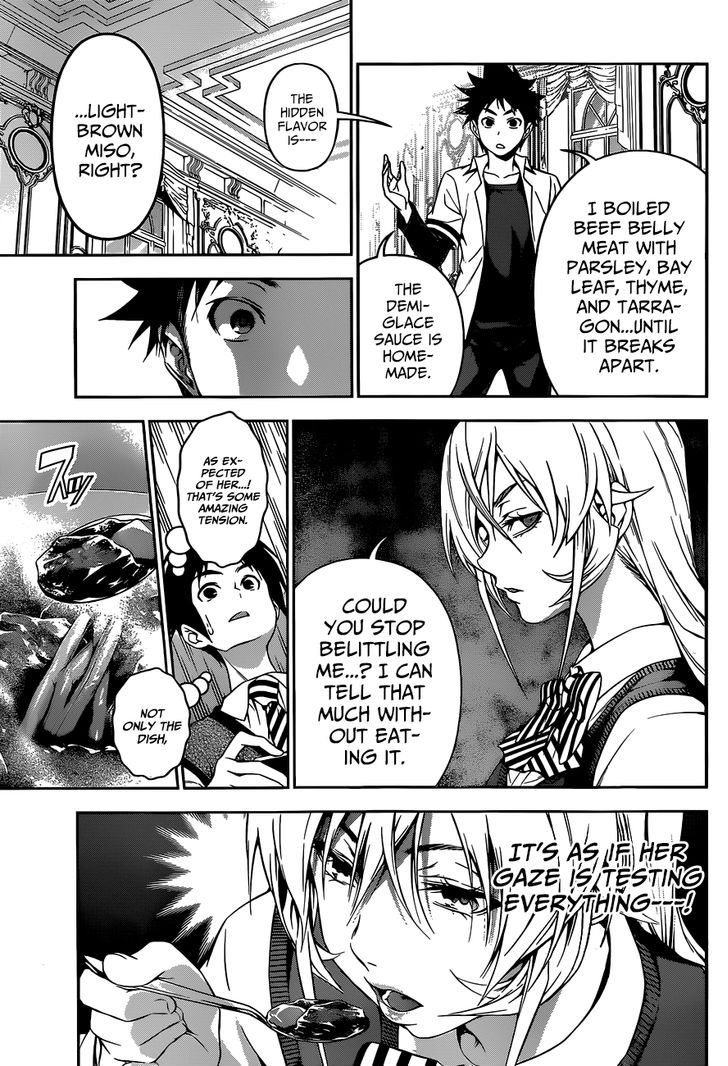 I BOILED
BEEF BELLY
MEAT WITH
PARSLEY, BAY
LEAF, THYME,
AND TARRA-
GON...UNTIL
IT BREAKS
APART.
THE
DEMI-
GLACE
SAUCE IS
HOME-
MADE.
THE
HIDDEN
FLAVOR
IS---
...LIGHT-
BROWN
MISO,
RIGHT?
COULD
YOU STOP
BELITTLING
ME...? I CAN
TELL THAT
MUCH WITH-
OUT EAT-
ING IT.
AS EX-
PECTED
OF HER...!
THAT'S SOME
AMAZING
TENSION.
NOT
ONLY THE
DISH,
スッ
IT'S AS IF HER
GAZE IS TESTING
EVERYTHING---!